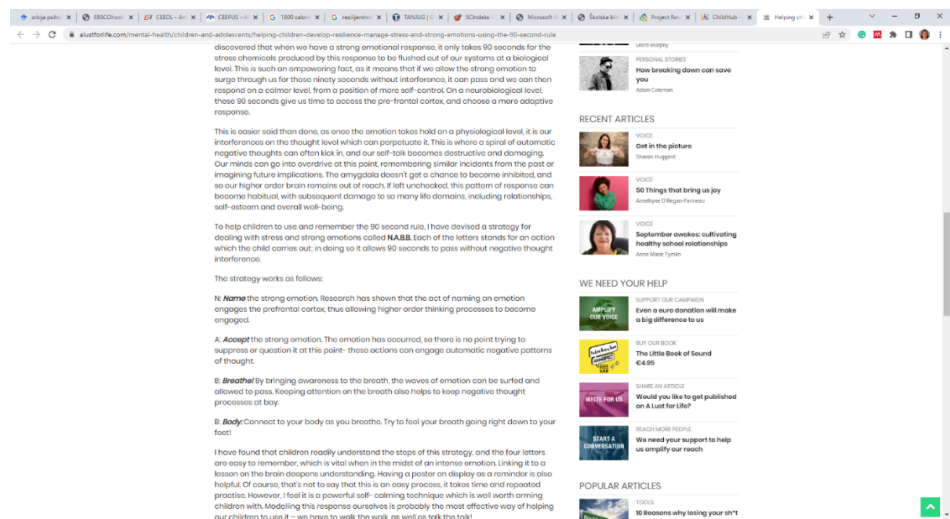 srbija psiho
EBSCOhost
CEEOL - Ar
CEEPUS - Ac
1800 calorie
resilijentnos
TANJUG | E
SCIndeks -
Microsoft W
Školska klin
Project Res
ChildHub -
Helping chi
alustforlife.com/mental-health/children-and-adolescents/helping-children-develop-resilience-manage-stress-and-strong-emotions-using-the-90-second-rule
discovered that when we have a strong emotional response, it only takes 90 seconds for the
stress chemicals produced by this response to be flushed out of our systems at a biological
level. This is such an empowering fact, as it means that if we allow the strong emotion to
surge through us for those ninety seconds without interference, it can pass and we can then
respond on a calmer level, from a position of more self-control. On a neurobiological level,
those 90 seconds give us time to access the pre-frontal cortex, and choose a more adaptive
response.
This is easier said than done, as once the emotion takes hold on a physiological level, it is our
interferences on the thought level which can perpetuate it. This is where a spiral of automatic
negative thoughts can often kick in, and our self-talk becomes destructive and damaging.
Our minds can go into overdrive at this point, remembering similar incidents from the past or
imagining future implications. The amygdala doesn't get a chance to become inhibited, and
so our higher order brain remains out of reach. If left unchecked, this pattern of response can
become habitual, with subsequent damage to so many life domains, including relationships,
self-esteem and overall well-being.
To help children to use and remember the 90 second rule, I have devised a strategy for
dealing with stress and strong emotions called N.A.B.B. Each of the letters stands for an action
which the child carries out; in doing so it allows 90 seconds to pass without negative thought
interference.
The strategy works as follows:
N: Name the strong emotion. Research has shown that the act of naming an emotion
engages the prefrontal cortex, thus allowing higher order thinking processes to become
engaged.
A: Accept the strong emotion. The emotion has occurred, so there is no point trying to
suppress or question it at this point- those actions can engage automatic negative patterns
of thought.
B: Breathe! By bringing awareness to the breath, the waves of emotion can be surfed and
allowed to pass. Keeping attention on the breath also helps to keep negative thought
processes at bay.
B: Body: Connect to your body as you breathe. Try to feel your breath going right down to your
feet!
I have found that children readily understand the steps of this strategy, and the four letters
are easy to remember, which is vital when in the midst of an intense emotion. Linking it to a
lesson on the brain deepens understanding. Having a poster on display as a reminder is also
helpful. Of course, that's not to say that this is an easy process, it takes time and repeated
practise. However, I feel it is a powerful self- calming technique which is well worth arming
children with. Modelling this response ourselves is probably the most effective way of helping
our children to use it – we have to walk the walk, as well as talk the talk!
Doris Murphy
PERSONAL STORIES
How breaking down can save
you
Adam Coleman
RECENT ARTICLES
VOICE
Get in the picture
Sharon Huggard
VOICE
50 Things that bring us joy
VOICE
September awakes: cultivating
healthy school relationships
Anne Marie Tymlin
WE NEED YOUR HELP
AMPLIFY
OUR VOICE
SUPPORT OUR CAMPAIGN
Even a euro donation will make
a big difference to us
BUY OUR BOOK
The Little Book of Sound
€4.95
WRITE FOR US
SHARE AN ARTICLE
Would you like to get published
on A Lust for Life?
START A
CONVERSATION
REACH MORE PEOPLE
We need your support to help
us amplify our reach
POPULAR ARTICLES
TOOLS
10 Reasons why losing your sh*t